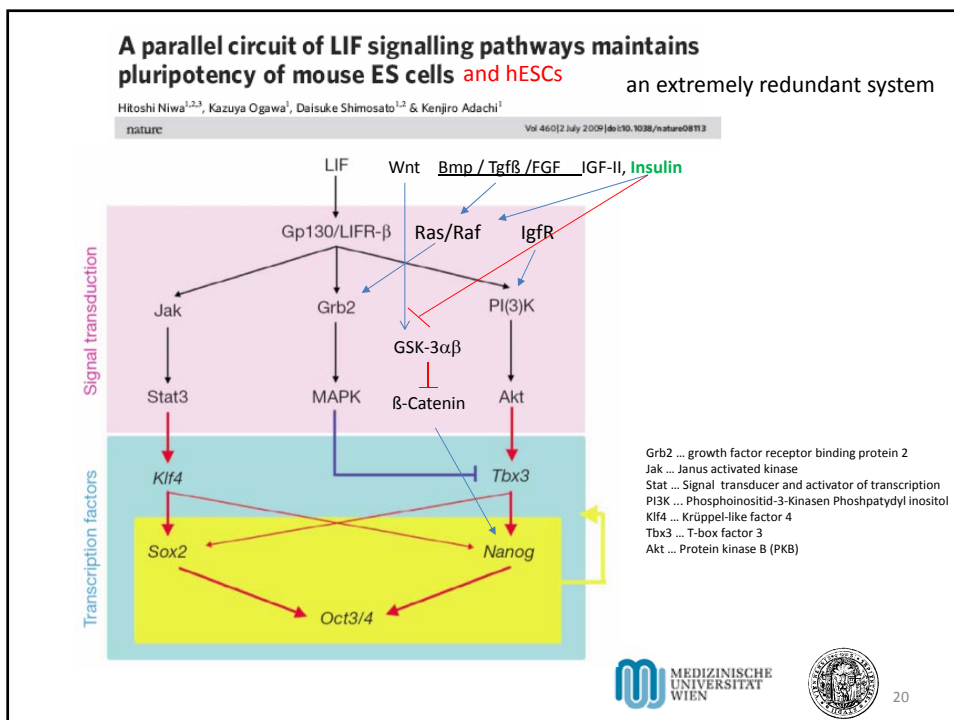 A parallel circuit of LIF signalling pathways maintains
pluripotency of mouse ES cells and hESCs
an extremely redundant system
Hitoshi Niwa1,2,3, Kazuya Ogawa1, Daisuke Shimosato1,2 & Kenjiro Adachi1
nature
Vol 460|2 July 2009|doi:10.1038/nature08113
LIF Wnt Bmp / Tgfß /FGF IGF-II, Insulin
Gp130/LIFR-β Ras/Raf IgfR
Signal transduction
Jak Grb2 PI(3)K
GSK-3αβ
Stat3 MAPK ß-Catenin Akt
Transcription factors
Klf4 Tbx3
Sox2 Nanog
Oct3/4
Grb2 ... growth factor receptor binding protein 2
Jak ... Janus activated kinase
Stat ... Signal transducer and activator of transcription
PI3K ... Phosphoinositid-3-Kinasen Phoshpatydyl inositol
Klf4 ... Krüppel-like factor 4
Tbx3 ... T-box factor 3
Akt ... Protein kinase B (PKB)
MEDIZINISCHE
UNIVERSITÄT
WIEN
20